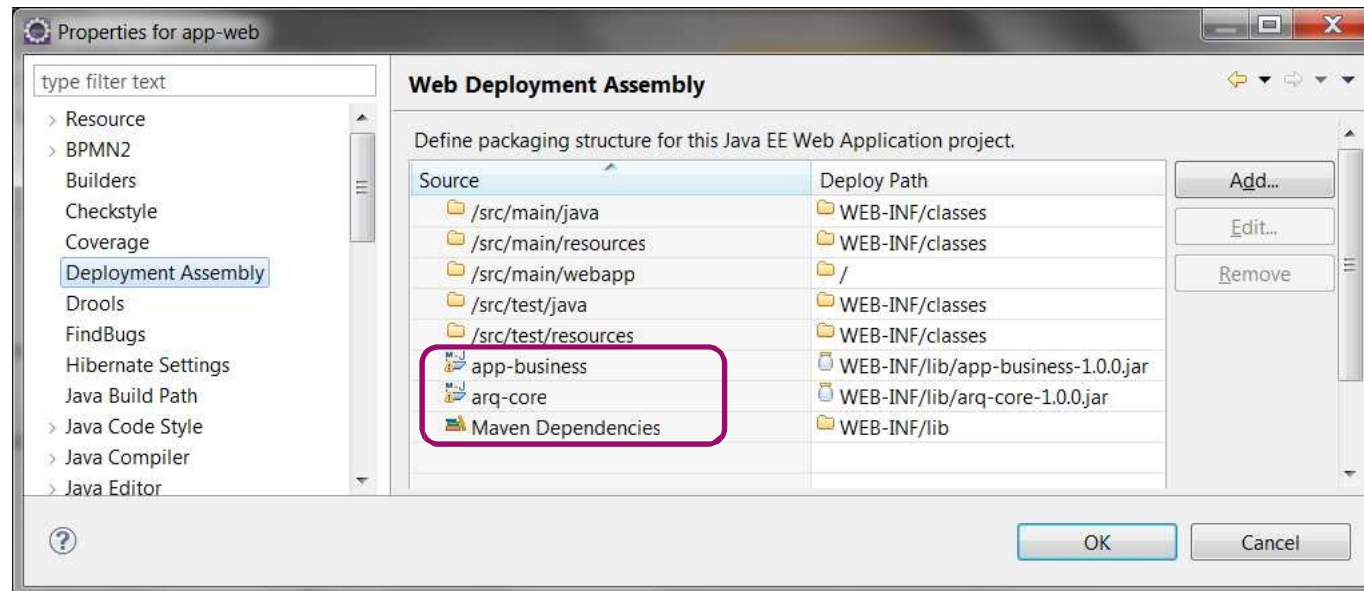 Properties for app-web
type filter text
Resource
BPMN2
Builders
Checkstyle
Coverage
Deployment Assembly
Drools
FindBugs
Hibernate Settings
Java Build Path
Java Code Style
Java Compiler
Java Editor
Web Deployment Assembly
Define packaging structure for this Java EE Web Application project.
Source Deploy Path
/src/main/java WEB-INF/classes
/src/main/resources WEB-INF/classes
/src/main/webapp /
/src/test/java WEB-INF/classes
/src/test/resources WEB-INF/classes
app-business WEB-INF/lib/app-business-1.0.0.jar
arq-core WEB-INF/lib/arq-core-1.0.0.jar
Maven Dependencies WEB-INF/lib
Add...
Edit...
Remove
OK Cancel